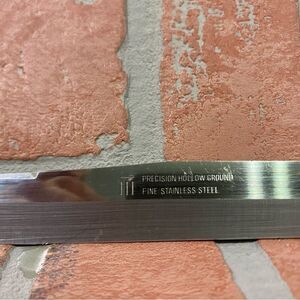 PRECISION HOLLOW GROUND
FINE STAINLESS STEEL